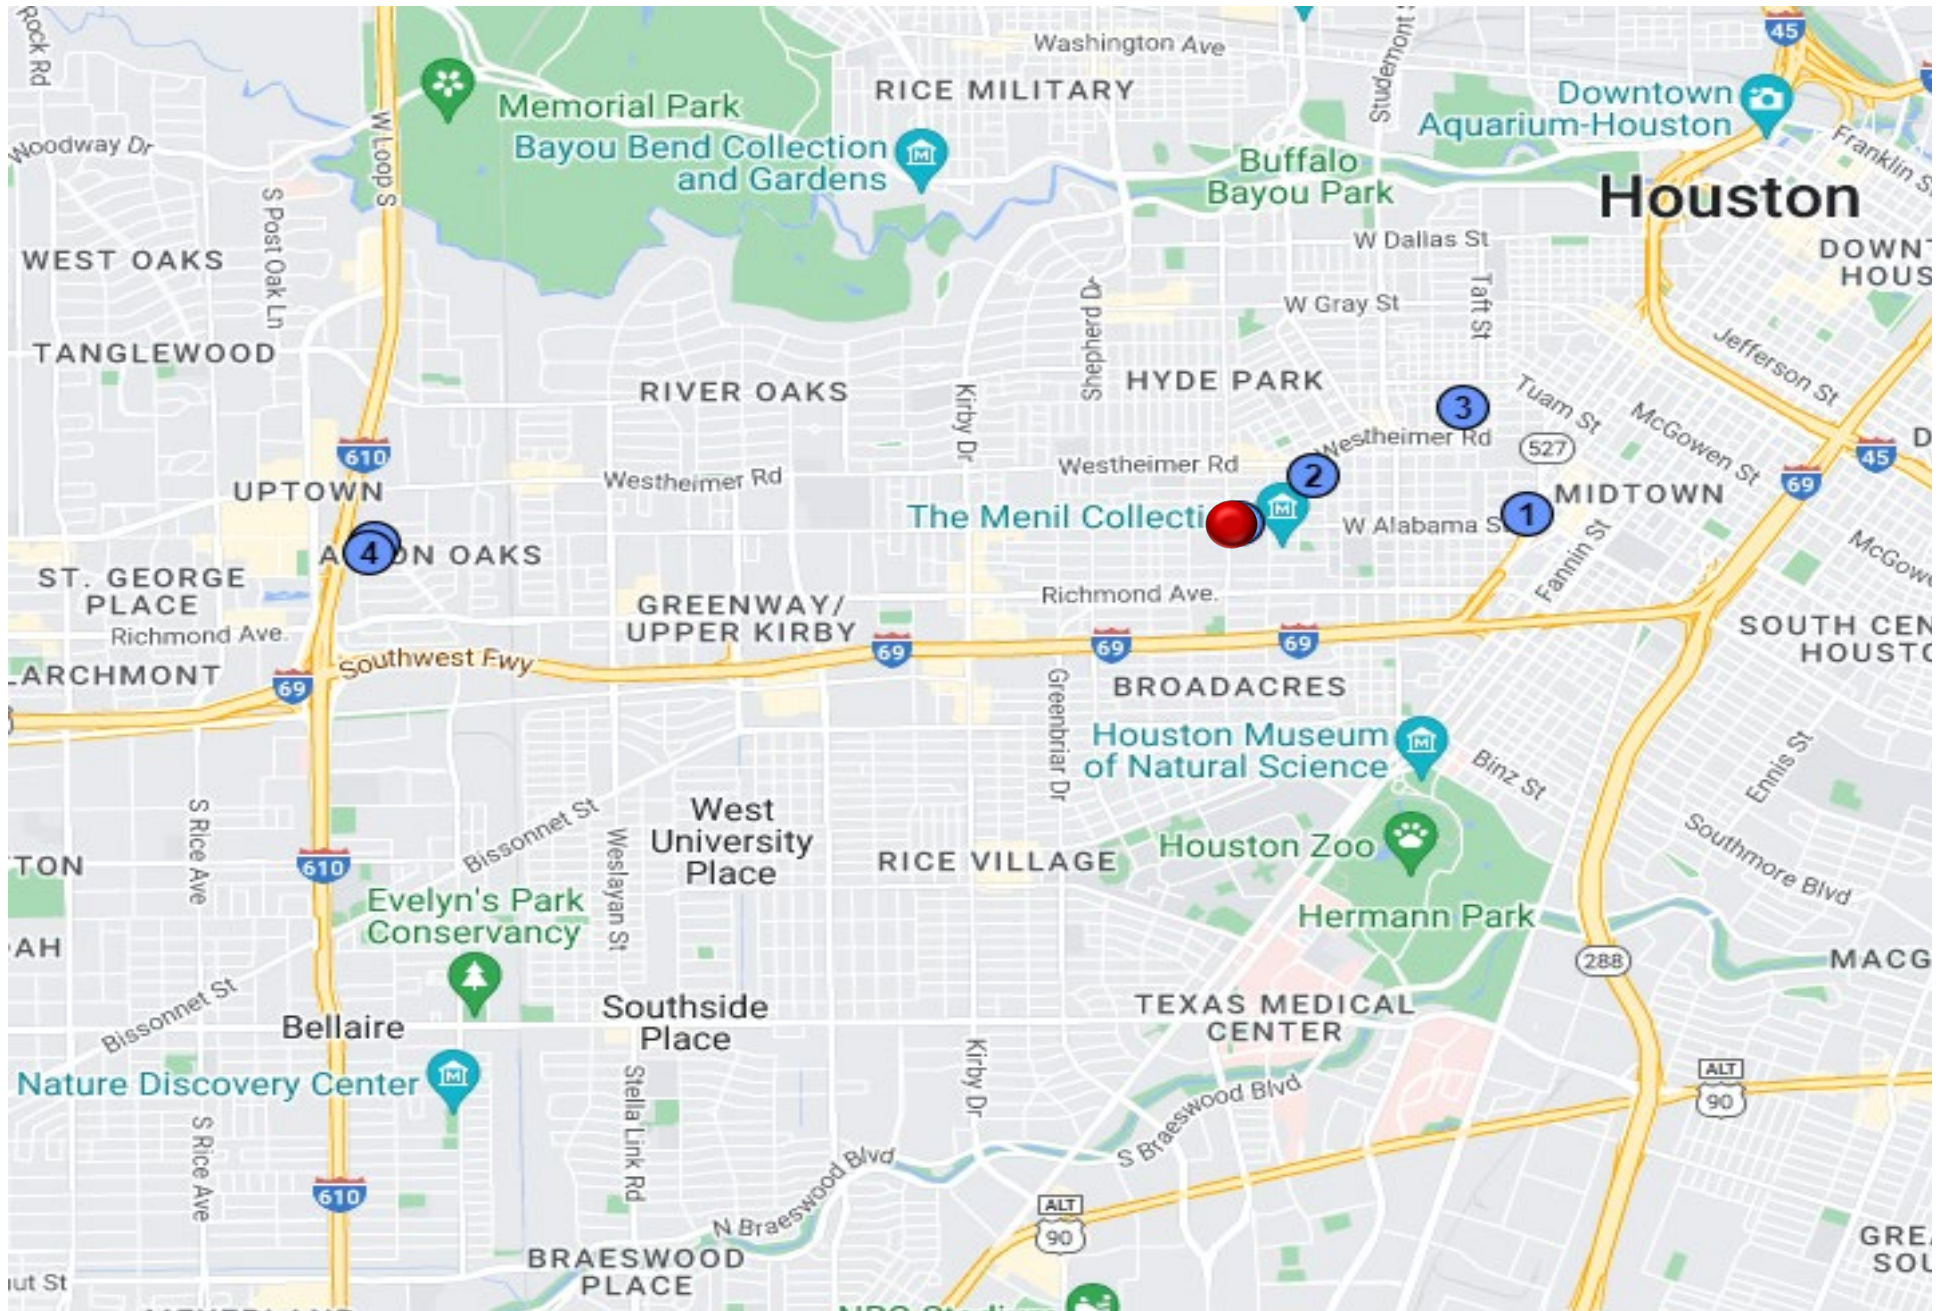 Rock Rd
Washington Ave
Studemont
45
RICE MILITARY
Memorial Park
Downtown
Aquarium-Houston
Woodway Dr
W Loop S
Bayou Bend Collection
and Gardens
Buffalo
Bayou Park
Franklin S
Houston
S Post Oak Ln
WEST OAKS
W Dallas St
DOWNT
HOUS
Shepherd Dr
W Gray St
Taft St
TANGLEWOOD
Jefferson St
RIVER OAKS
Kirby Dr
HYDE PARK
3
Tuam St
McGowen St
610
Westheimer Rd
527
45
D
UPTOWN
Westheimer Rd
Westheimer Rd
2
69
The Menil Collecti
W Alabama S
1
MIDTOWN
A
4
ON OAKS
Fannin St
McGowe
ST. GEORGE
PLACE
Richmond Ave.
GREENWAY/
UPPER KIRBY
Richmond Ave.
69
69
69
SOUTH CEN
HOUSTO
LARCHMONT
69
Southwest Fwy
Greenbriar Dr
BROADACRES
Houston Museum
of Natural Science
Binz St
Ennis St
S Rice Ave
Bissonnet St
Weslayan St
West
University
Place
RICE VILLAGE
Houston Zoo
Southmore Blvd
TON
610
Evelyn's Park
Conservancy
Hermann Park
AH
288
MACG
Bissonnet St
Bellaire
Southside
Place
TEXAS MEDICAL
CENTER
Nature Discovery Center
Stella Link Rd
Kirby Dr
S Braeswood Blvd
ALT
90
S Rice Ave
610
N Braeswood Blvd
ALT
90
BRAESWOOD
PLACE
GRE
SOU
ut St